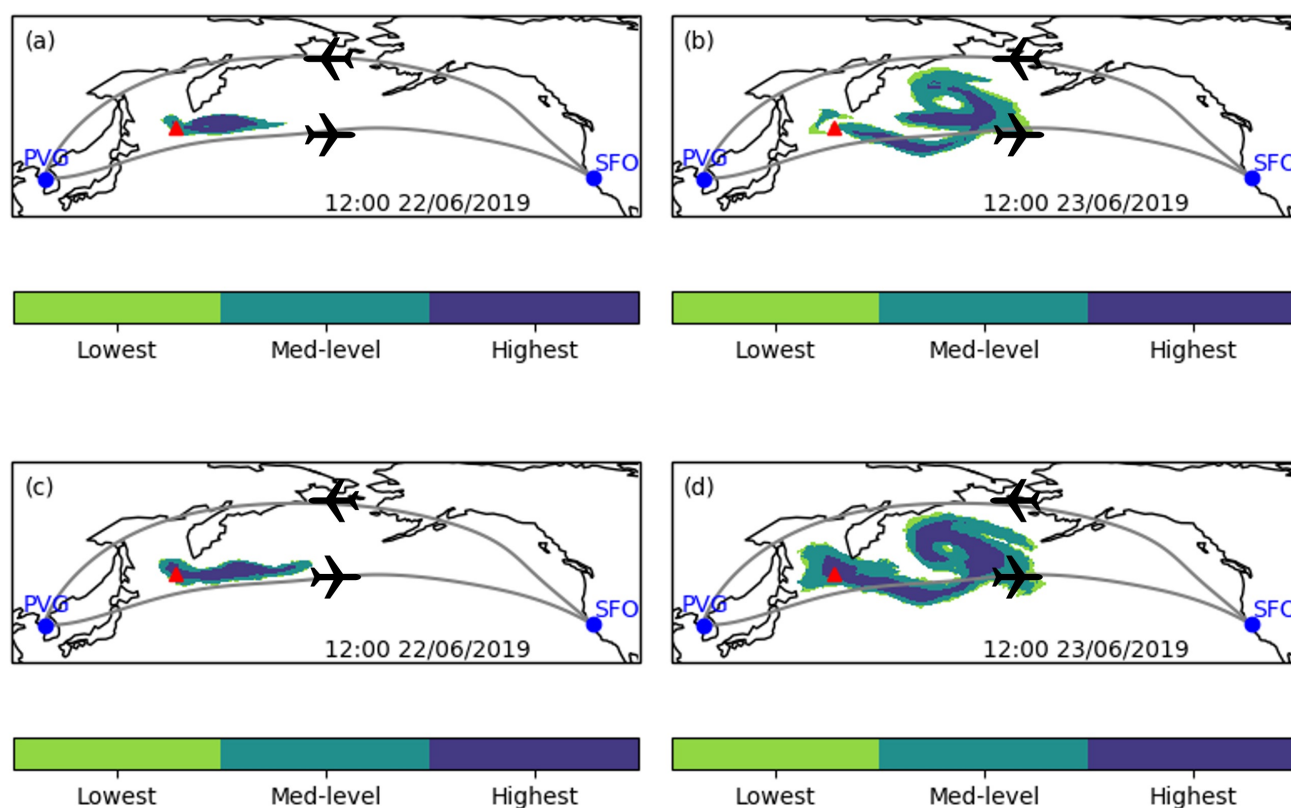 (a)
PVG
SFO
12:00 22/06/2019
Lowest Med-level Highest
(b)
PVG
SFO
12:00 23/06/2019
Lowest Med-level Highest
(c)
PVG
SFO
12:00 22/06/2019
Lowest Med-level Highest
(d)
PVG
SFO
12:00 23/06/2019
Lowest Med-level Highest